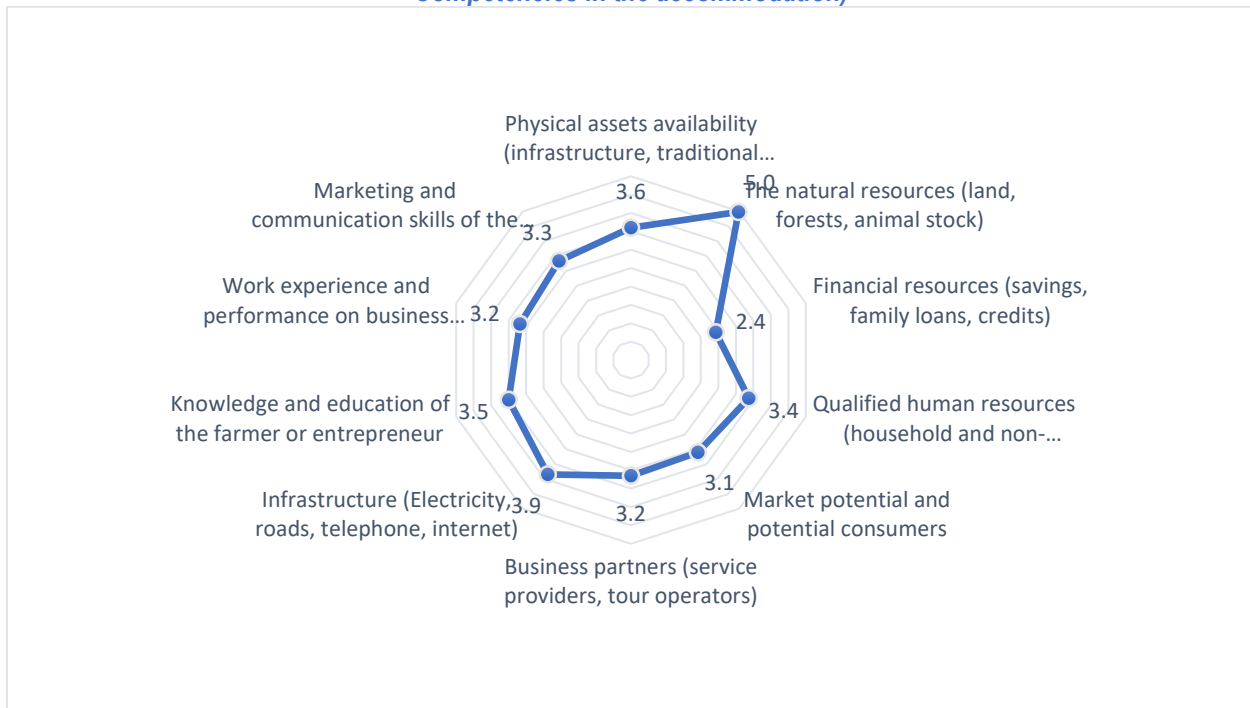 Competencies in the accommodation)
Physical assets availability
(infrastructure, traditional…
3.6
5.0
The natural resources (land,
forests, animal stock)
Marketing and
communication skills of the…
3.3
Financial resources (savings,
family loans, credits)
2.4
Work experience and
performance on business…
3.2
Qualified human resources
(household and non-…
3.4
Knowledge and education of
the farmer or entrepreneur
3.5
Market potential and
potential consumers
3.1
Infrastructure (Electricity,
roads, telephone, internet)
3.9
3.2
Business partners (service
providers, tour operators)